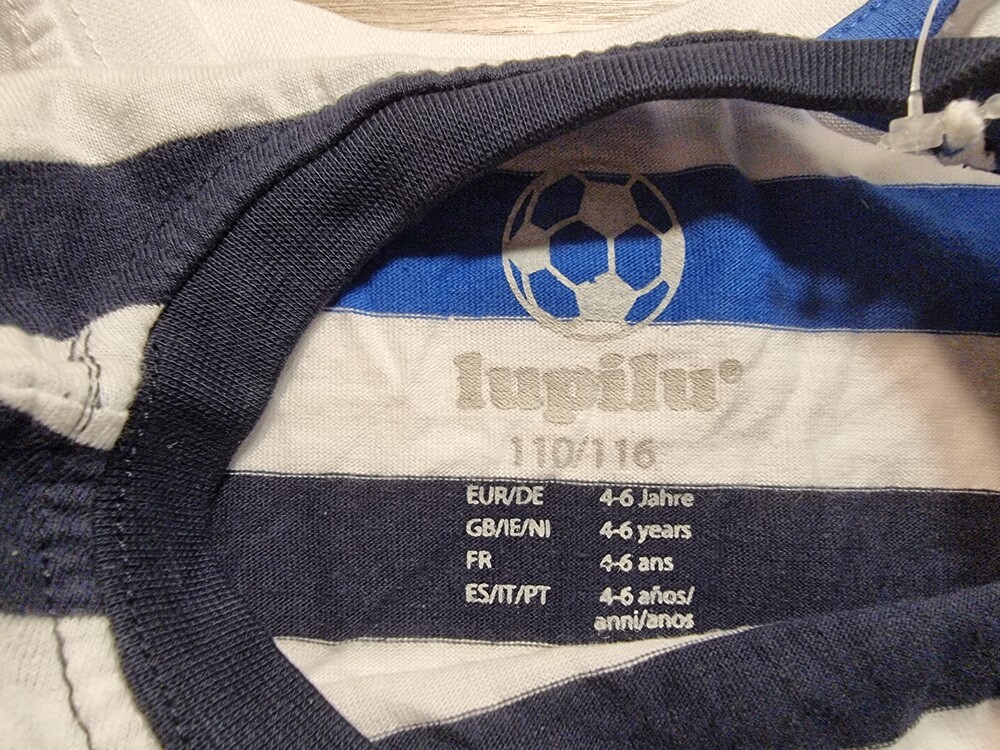 lupilu®
110/116
EUR/DE 4-6 Jahre
GB/IE/NI 4-6 years
FR 4-6 ans
ES/IT/PT 4-6 años/
anni/anos